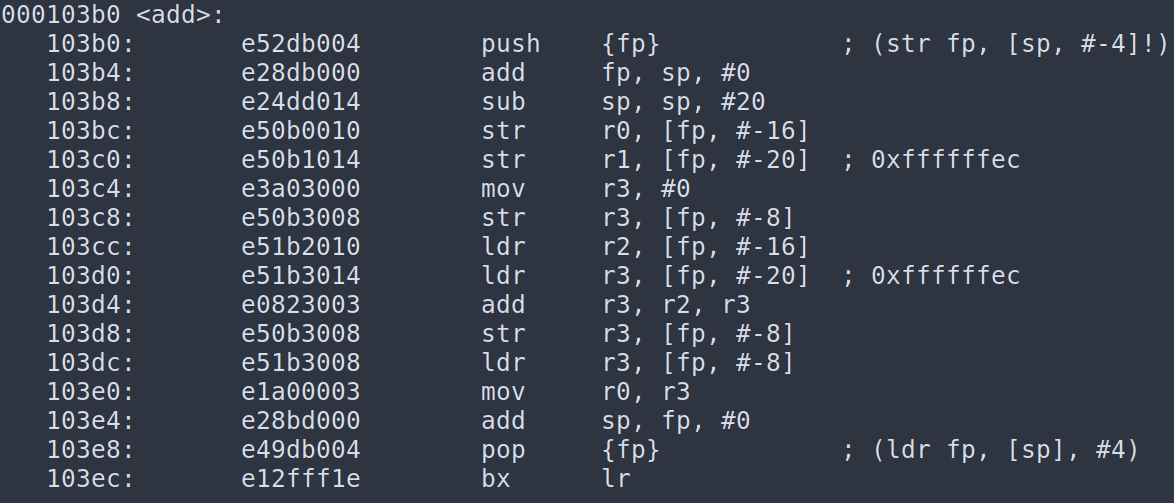 000103b0 <add>:
103b0: e52db004 push {fp} ; (str fp, [sp, #-4]!)
103b4: e28db000 add fp, sp, #0
103b8: e24dd014 sub sp, sp, #20
103bc: e50b0010 str r0, [fp, #-16]
103c0: e50b1014 str r1, [fp, #-20] ; 0xffffffec
103c4: e3a03000 mov r3, #0
103c8: e50b3008 str r3, [fp, #-8]
103cc: e51b2010 ldr r2, [fp, #-16]
103d0: e51b3014 ldr r3, [fp, #-20] ; 0xffffffec
103d4: e0823003 add r3, r2, r3
103d8: e50b3008 str r3, [fp, #-8]
103dc: e51b3008 ldr r3, [fp, #-8]
103e0: e1a00003 mov r0, r3
103e4: e28bd000 add sp, fp, #0
103e8: e49db004 pop {fp} ; (ldr fp, [sp], #4)
103ec: e12fff1e bx lr